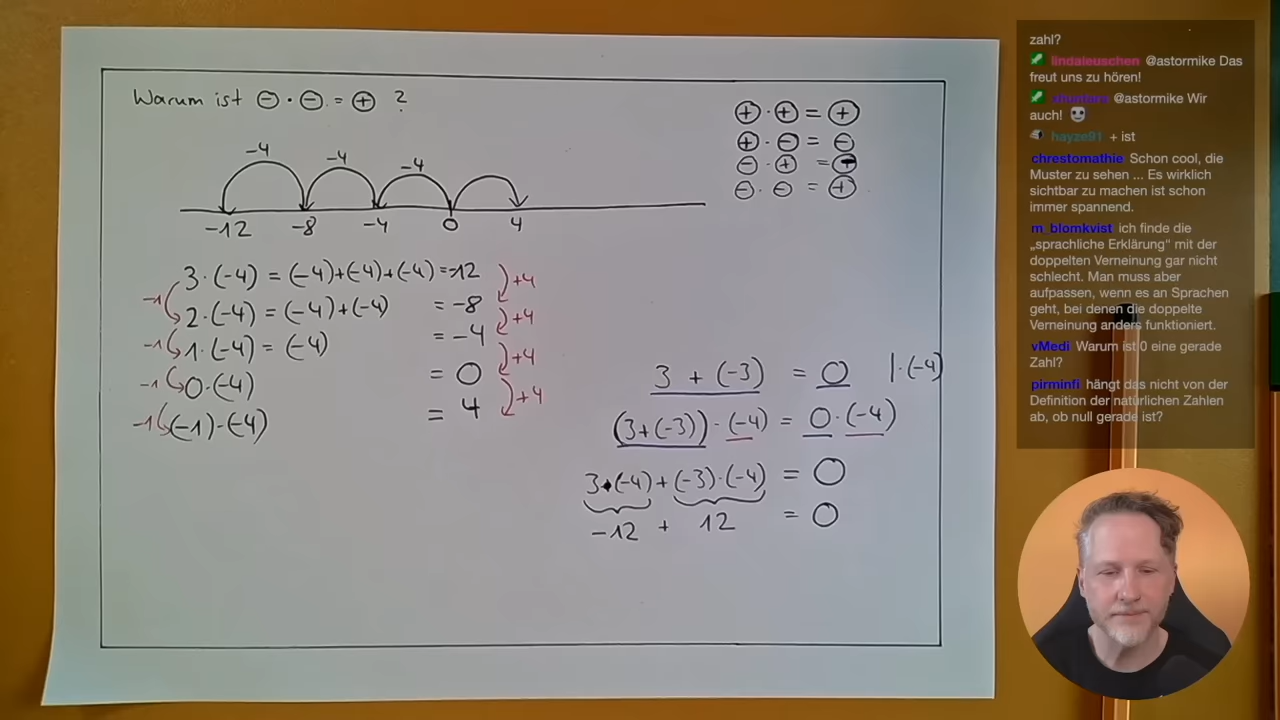 Warum ist ⊖ · ⊖ = ⊕ ?
-4 -4 -4
-12 -8 -4 0 4
3 · (-4) = (-4)+(-4)+(-4) = -12 +4
-1 2 · (-4) = (-4)+(-4) = -8 +4
-1 1 · (-4) = (-4) = -4 +4
-1 0 · (-4) = 0 +4
-1 (-1) · (-4) = 4
⊕ · ⊕ = ⊕
⊕ · ⊖ = ⊖
⊖ · ⊕ = ⊖
⊖ · ⊖ = ⊕
3 + (-3) = 0 | · (-4)
(3+(-3)) · (-4) = 0 · (-4)
3 · (-4) + (-3) · (-4) = 0
-12 + 12 = 0
zahl?
lindaleuschen @astormike Das
freut uns zu hören!
@astormike Wir
auch!
hayze91 + ist
chrestomathie Schon cool, die
Muster zu sehen ... Es wirklich
sichtbar zu machen ist schon
immer spannend.
m_blomkvist ich finde die
„sprachliche Erklärung“ mit der
doppelten Verneinung gar nicht
schlecht. Man muss aber
aufpassen, wenn es an Sprachen
geht, bei denen die doppelte
Verneinung anders funktioniert.
vMedi Warum ist 0 eine gerade
Zahl?
pirminfi hängt das nicht von der
Definition der natürlichen Zahlen
ab, ob null gerade ist?